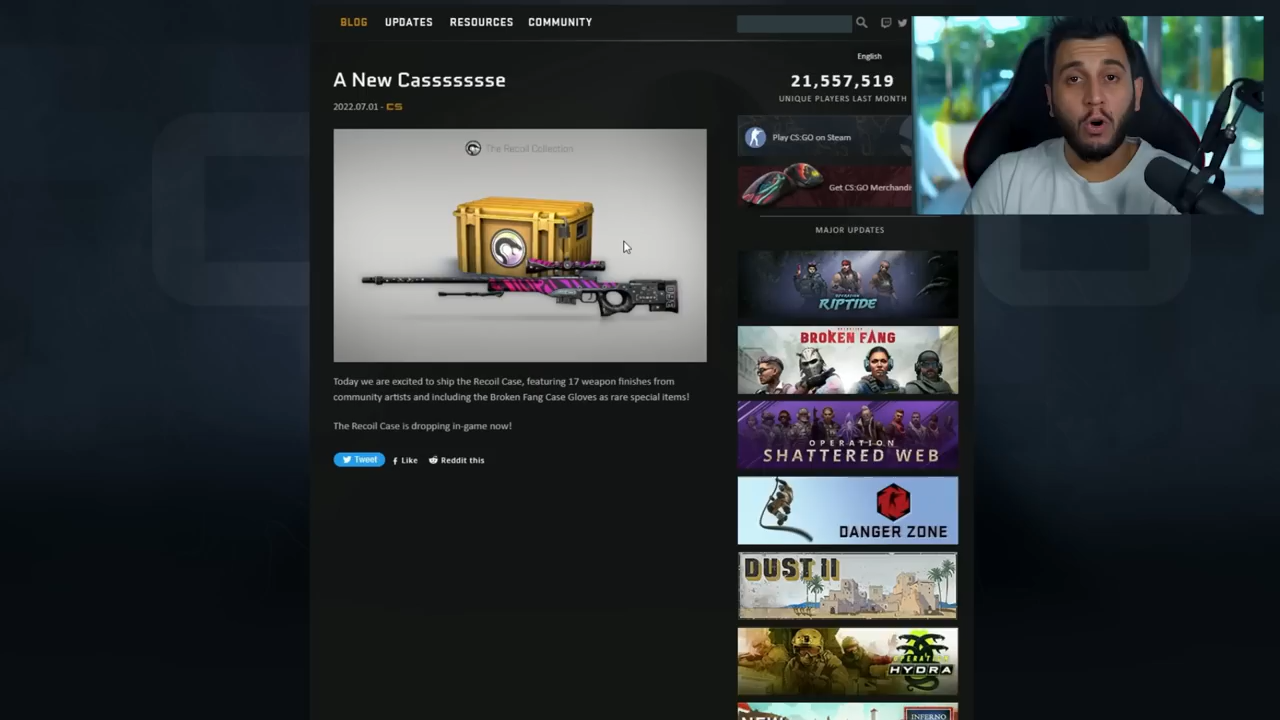 BLOG UPDATES RESOURCES COMMUNITY
English
A New Cassssssse
2022.07.01 - CS
The Recoil Collection
Today we are excited to ship the Recoil Case, featuring 17 weapon finishes from
community artists and including the Broken Fang Case Gloves as rare special items!
The Recoil Case is dropping in-game now!
Tweet Like Reddit this
21,557,519
UNIQUE PLAYERS LAST MONTH
Play CS:GO on Steam
Get CS:GO Merchandi
MAJOR UPDATES
OPERATION
RIPTIDE
BROKEN FANG
OPERATION
SHATTERED WEB
DANGER ZONE
DUST II
OPERATION
HYDRA
NEW
INFERNO